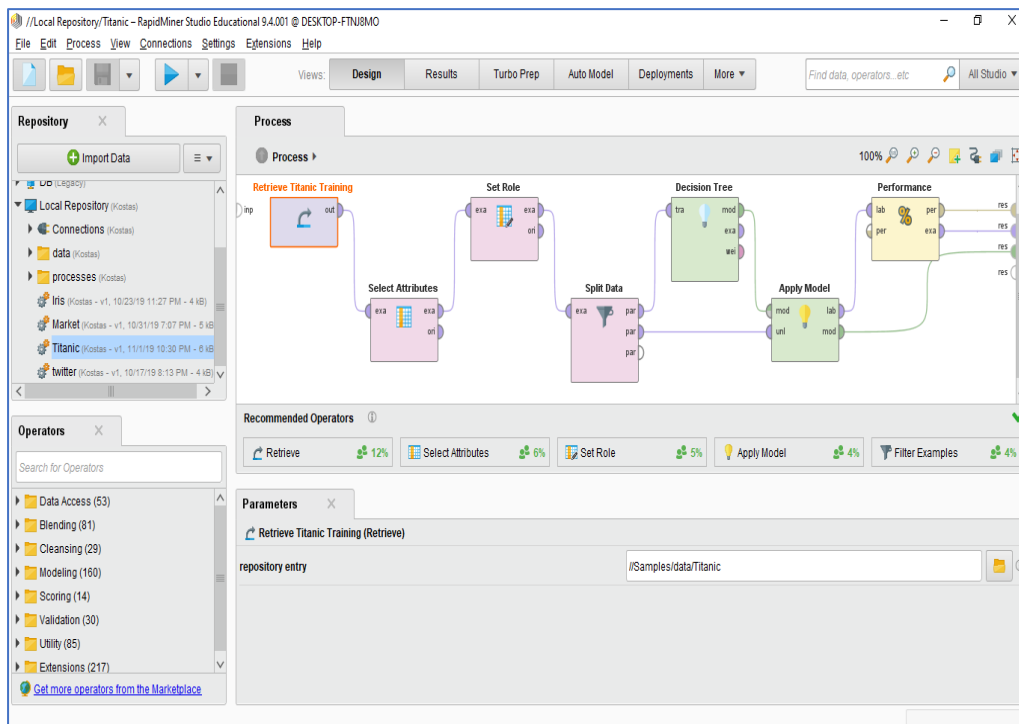 //Local Repository/Titanic – RapidMiner Studio Educational 9.4.001 @ DESKTOP-FTNJ8MO
File Edit Process View Connections Settings Extensions Help
Views: Design Results Turbo Prep Auto Model Deployments More ▼ Find data, operators...etc All Studio ▼
Repository
Import Data
DB (Legacy)
Local Repository (Kostas)
Connections (Kostas)
data (Kostas)
processes (Kostas)
Iris (Kostas - v1, 10/23/19 11:27 PM - 4 kB)
Market (Kostas - v1, 10/31/19 7:07 PM - 5 kB
Titanic (Kostas - v1, 11/1/19 10:30 PM - 6 kB
twitter (Kostas - v1, 10/17/19 8:13 PM - 4 kB)
Operators
Search for Operators
Data Access (53)
Blending (81)
Cleansing (29)
Modeling (160)
Scoring (14)
Validation (30)
Utility (85)
Extensions (217)
Get more operators from the Marketplace
Process
Process
100%
inp
Retrieve Titanic Training
out
Select Attributes
exa exa
ori
Set Role
exa exa
ori
Split Data
exa par
par
par
Decision Tree
tra mod
exa
wei
Apply Model
mod lab
unl mod
Performance
lab per
per exa
res
res
res
res
Recommended Operators
Retrieve 12%
Select Attributes 6%
Set Role 5%
Apply Model 4%
Filter Examples 4%
Parameters
Retrieve Titanic Training (Retrieve)
repository entry //Samples/data/Titanic